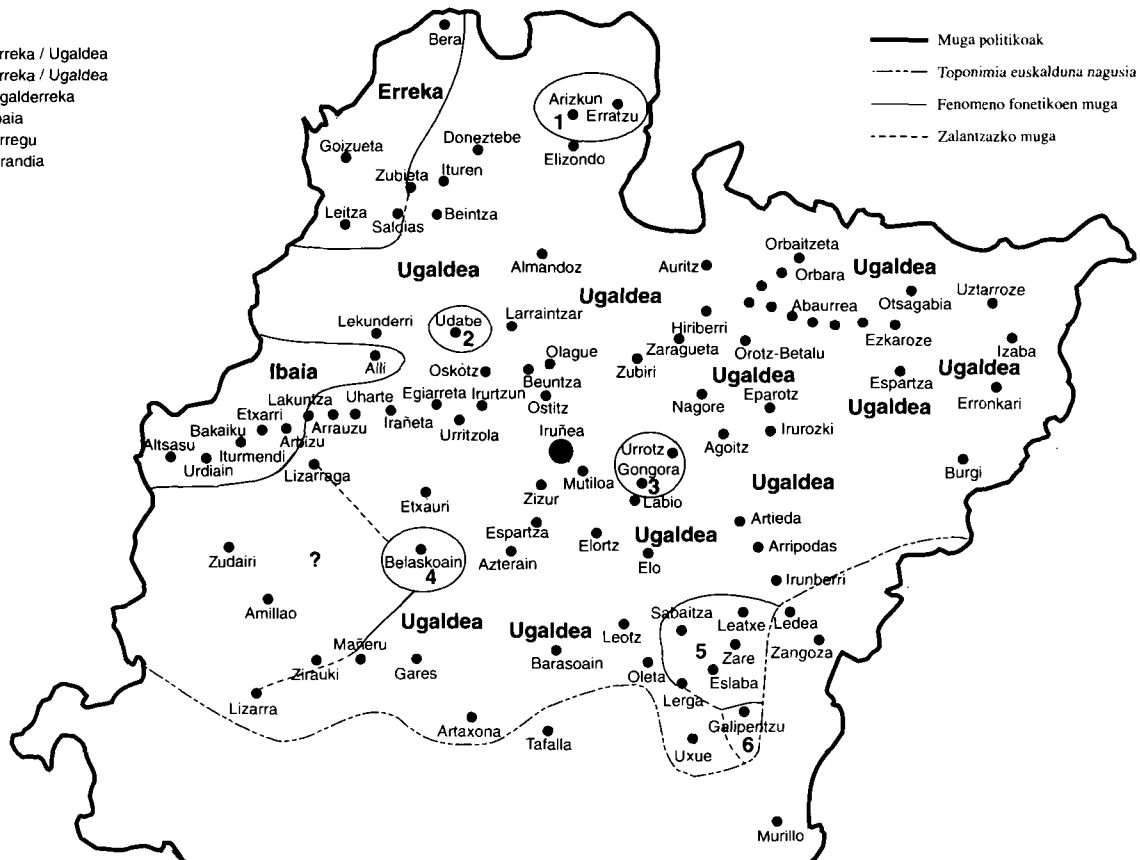 rreka / Ugaldea
rreka / Ugaldea
galderreka
baia
rregu
randia
Muga politikoak
Toponimia euskalduna nagusia
Fenomeno fonetikoen muga
Zalantzazko muga
Bera
Erreka
Arizkun
1 Erratzu
Doneztebe
Goizueta
Elizondo
Zubieta
Ituren
Leitza
Saldias
Beintza
Ugaldea
Almandoz
Auritz
Orbaitzeta
Orbara
Ugaldea
Ugaldea
Otsagabia
Uztarroze
Abaurrea
Lekunderri
Udabe
2
Larraintzar
Hiriberri
Ezkaroze
Zaragueta
Orotz-Betalu
Izaba
Alli
Olague
Zubiri
Ibaia
Oskotz
Beuntza
Ugaldea
Espartza
Ugaldea
Erronkari
Lakuntza
Uharte
Egiarreta
Irurtzun
Ostitz
Nagore
Eparotz
Ugaldea
Etxarri
Bakaiku
Arbizu
Arrauzu
Irañeta
Urritzola
Iruñea
Irurozki
Altsasu
Urdiain
Iturmendi
Lizarraga
Urrotz
Gongora
3
Agoitz
Burgi
Mutiloa
Zizur
Labio
Ugaldea
Etxauri
Espartza
Artieda
Zudairi
?
Belaskoain
4
Azterain
Elortz
Ugaldea
Elo
Arripodas
Irunberri
Amillao
Ugaldea
Ugaldea
Sabaitza
Leatxe
Ledea
Leotz
5
Zare
Zangoza
Mañeru
Zirauki
Gares
Barasoain
Oleta
Eslaba
Lizarra
Lerga
Artaxona
Galipentzu
6
Tafalla
Uxue
Murillo